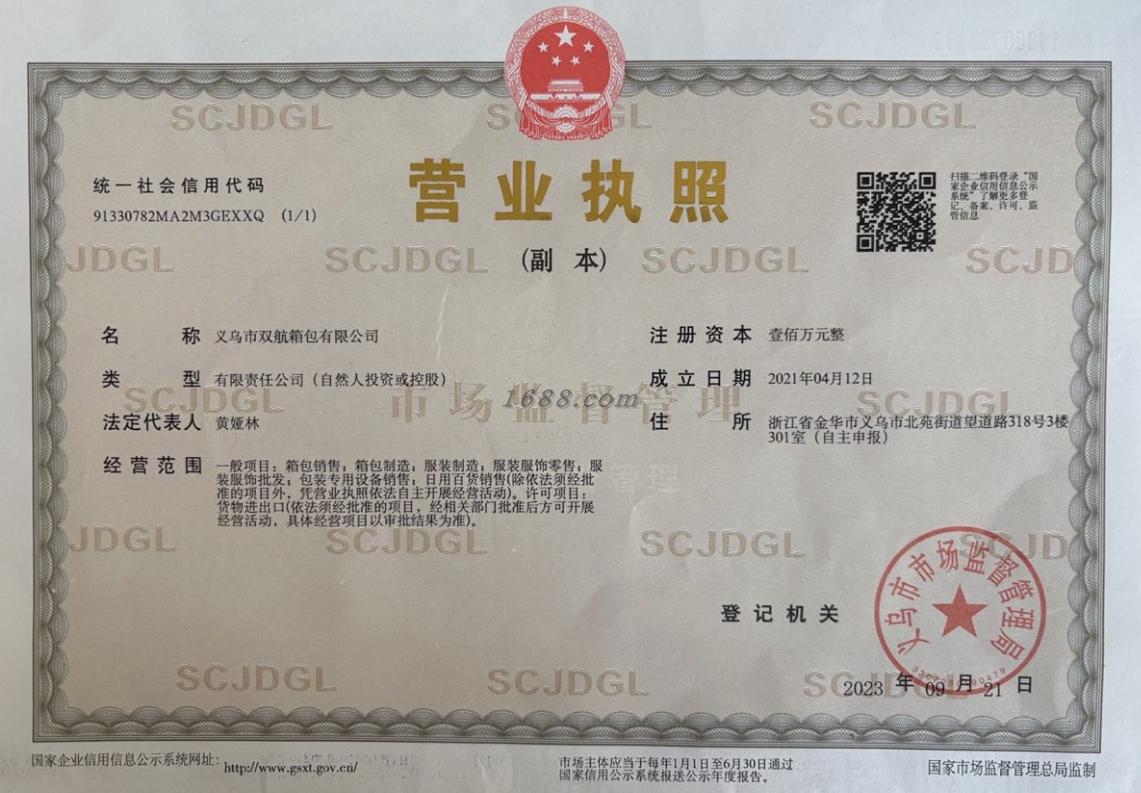 统一社会信用代码
91330782MA2M3GEXXQ (1/1)
营业执照
(副 本)
扫描二维码登录“国
家企业信用信息公示
系统”了解更多登
记、备案、许可、监
管信息
名 称 义乌市双航箱包有限公司
类 型 有限责任公司（自然人投资或控股）
法定代表人 黄娅林
经营范围 一般项目：箱包销售；箱包制造；服装制造；服装服饰零售；服
装服饰批发；包装专用设备销售；日用百货销售(除依法须经批
准的项目外，凭营业执照依法自主开展经营活动)。许可项目：
货物进出口(依法须经批准的项目，经相关部门批准后方可开展
经营活动，具体经营项目以审批结果为准)。
注册资本 壹佰万元整
成立日期 2021年04月12日
住 所 浙江省金华市义乌市北苑街道望道路318号3楼
301室（自主申报）
SCJDGL
SCJDGL
SCJDGL
SCJDGL
SCJDGL
市场监督管理
1688.com
SCJDGL
SCJDGL
SCJDGL
SCJDGL
SCJDGL
登记机关
义乌市市场监督管理局
2023 年 09 月 21 日
国家企业信用信息公示系统网址：http://www.gsxt.gov.cn/
市场主体应当于每年1月1日至6月30日通过
国家信用公示系统报送公示年度报告。
国家市场监督管理总局监制